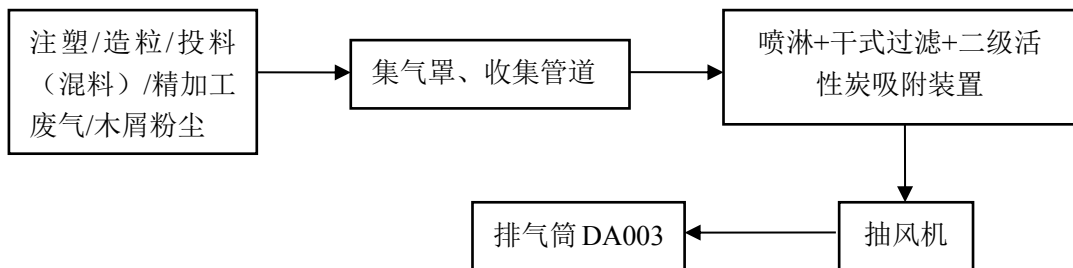 注塑/造粒/投料
（混料）/精加工
废气/木屑粉尘
集气罩、收集管道
喷淋+干式过滤+二级活
性炭吸附装置
排气筒DA003
抽风机